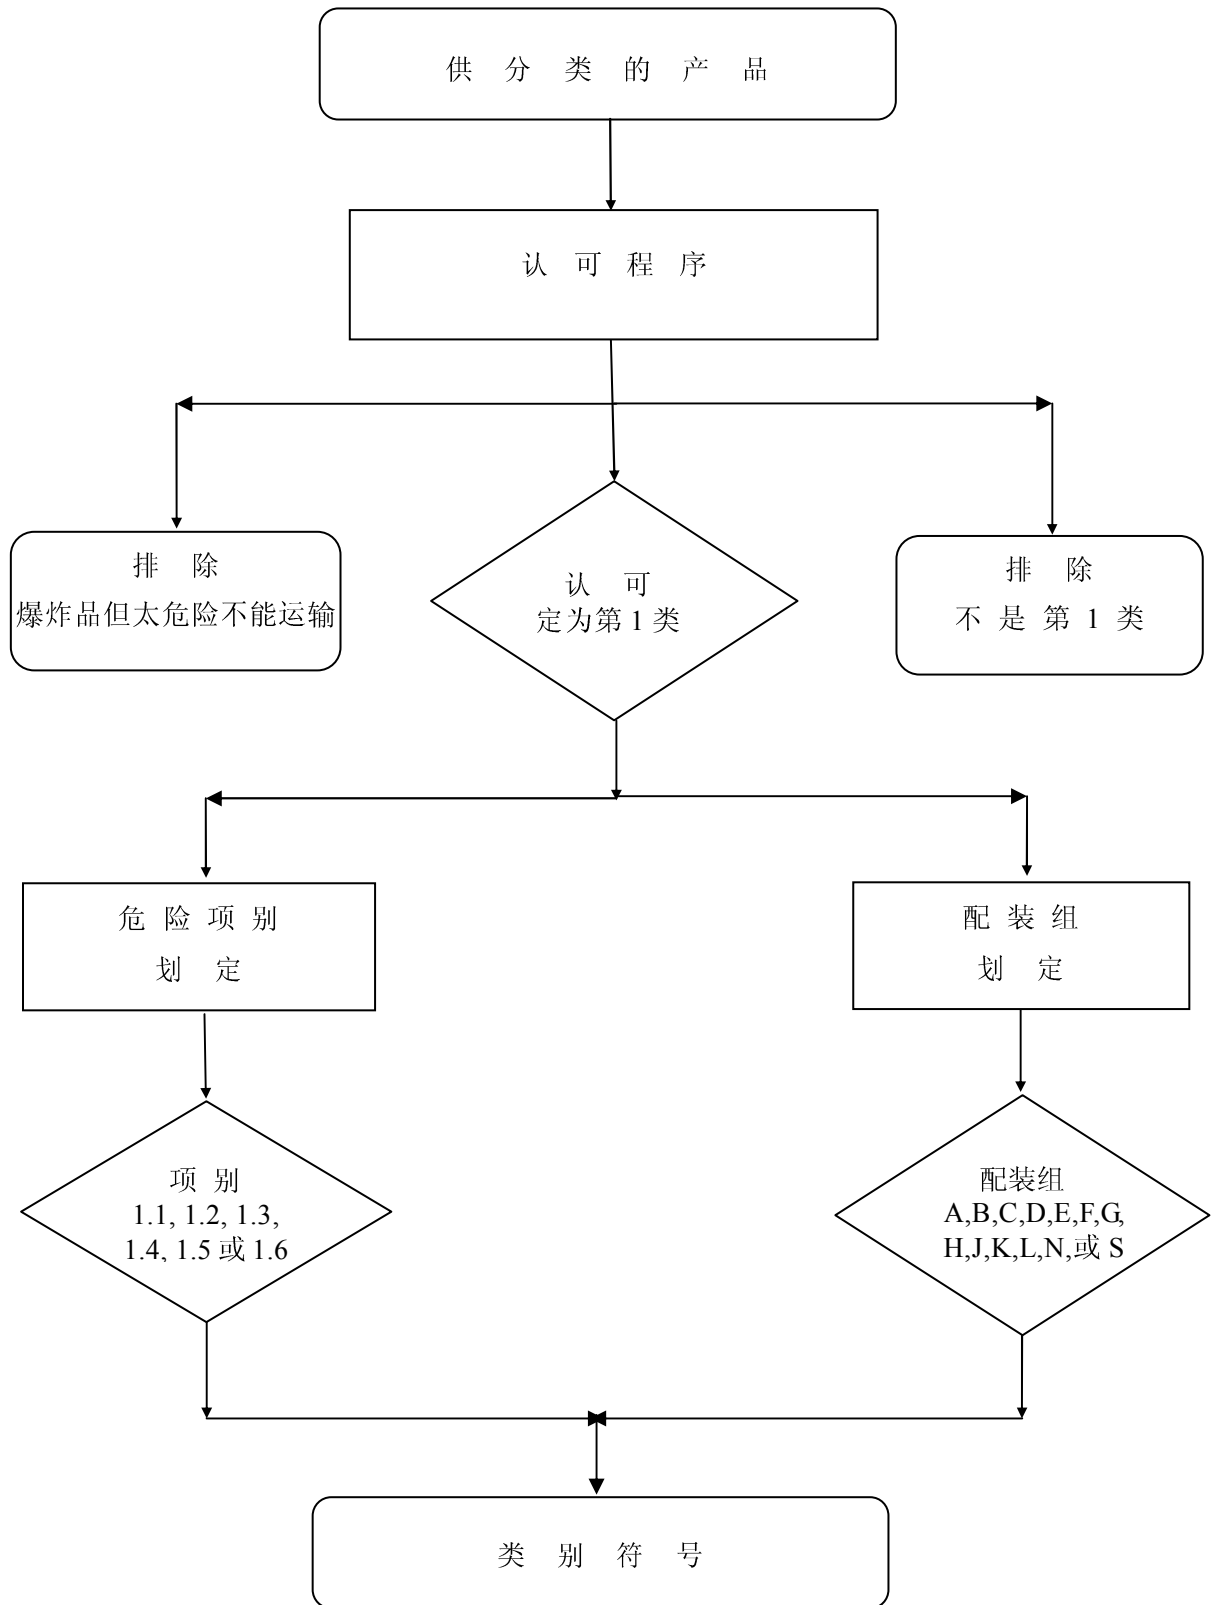 供 分 类 的 产 品
认 可 程 序
排 除
爆炸品但太危险不能运输
认 可
定为第 1 类
排 除
不 是 第 1 类
危 险 项 别
划 定
配 装 组
划 定
项 别
1.1, 1.2, 1.3,
1.4, 1.5 或 1.6
配装组
A,B,C,D,E,F,G,
H,J,K,L,N,或 S
类 别 符 号